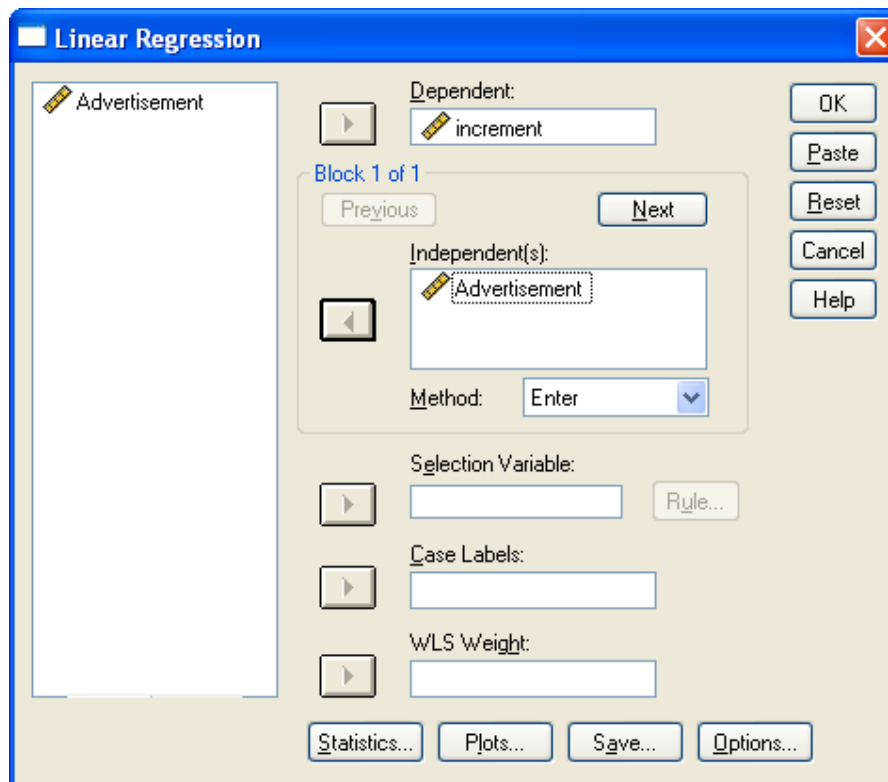 Linear Regression
Advertisement
Dependent:
increment
Block 1 of 1
Previous
Next
Independent(s):
Advertisement
Method:
Enter
Selection Variable:
Rule...
Case Labels:
WLS Weight:
Statistics...
Plots...
Save...
Options...
OK
Paste
Reset
Cancel
Help